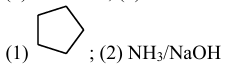 (1) ; (2) NH₃/NaOH